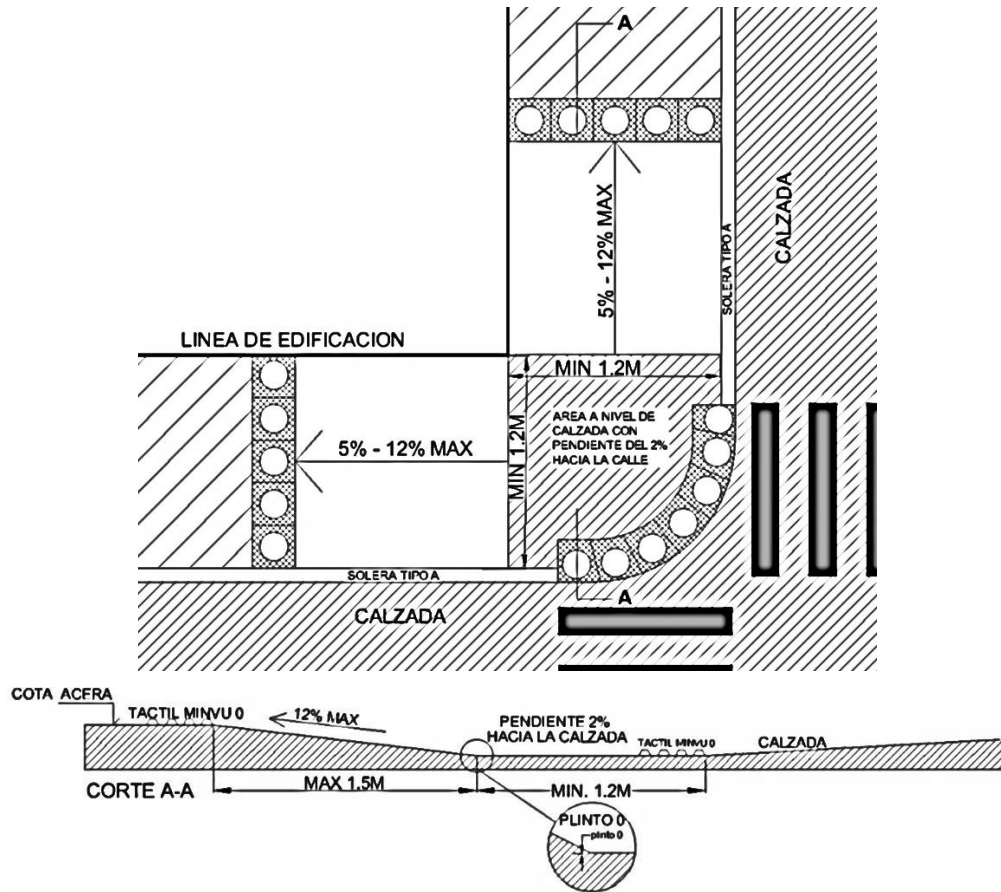 A
CALZADA
5% - 12% MAX
SOLERA TIPO A
LINEA DE EDIFICACION
MIN 1.2M
MIN 1.2M
AREA A NIVEL DE
CALZADA CON
PENDIENTE DEL 2%
HACIA LA CALLE
5% - 12% MAX
SOLERA TIPO A
A
CALZADA
COTA ACERA
TACTIL MINVU 0
12% MAX
PENDIENTE 2%
HACIA LA CALZADA
TACTIL MINVU 0
CALZADA
CORTE A-A
MAX 1.5M
MIN. 1.2M
PLINTO 0
plinto 0